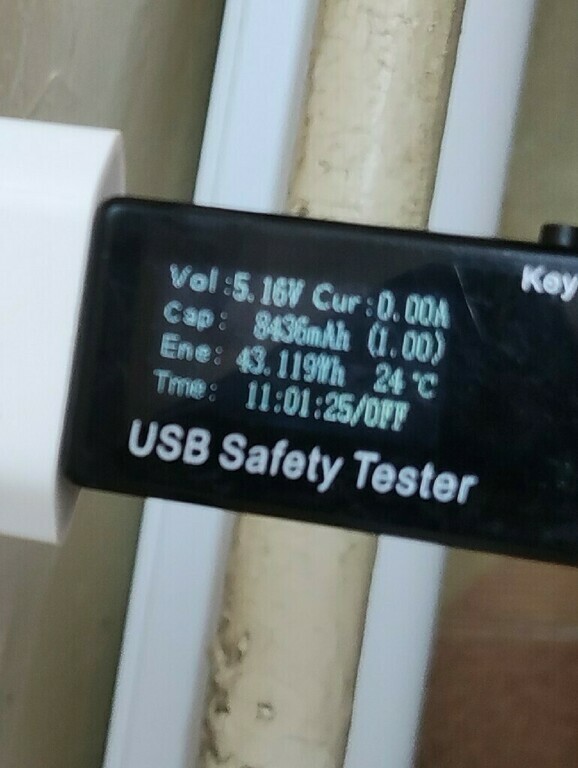 Vol:5.16V Cur:0.00A
Cap: 8436mAh (1.00)
Ene: 43.119Wh 24℃
Tme: 11:01:25/OFF
Key
USB Safety Tester